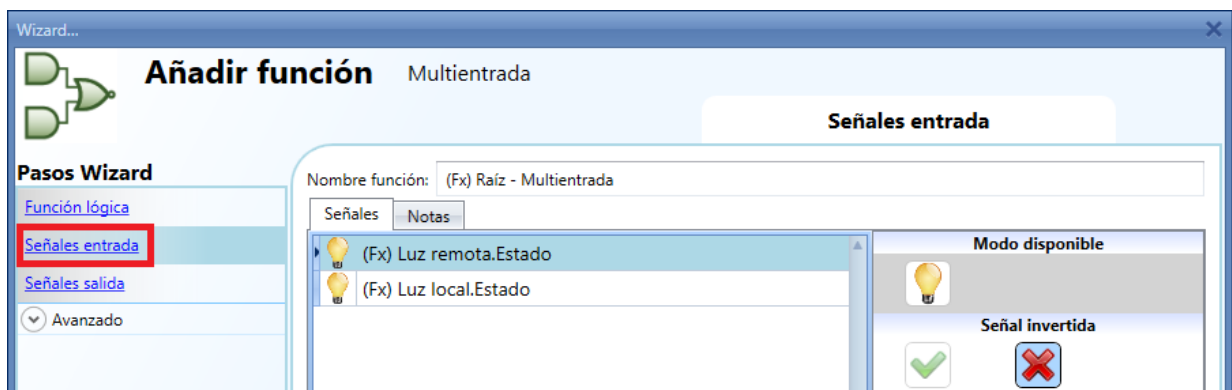 Wizard...
Añadir función Multientrada
Señales entrada
Pasos Wizard
Función lógica
Señales entrada
Señales salida
Avanzado
Nombre función: (Fx) Raíz - Multientrada
Señales Notas
(Fx) Luz remota.Estado
(Fx) Luz local.Estado
Modo disponible
Señal invertida